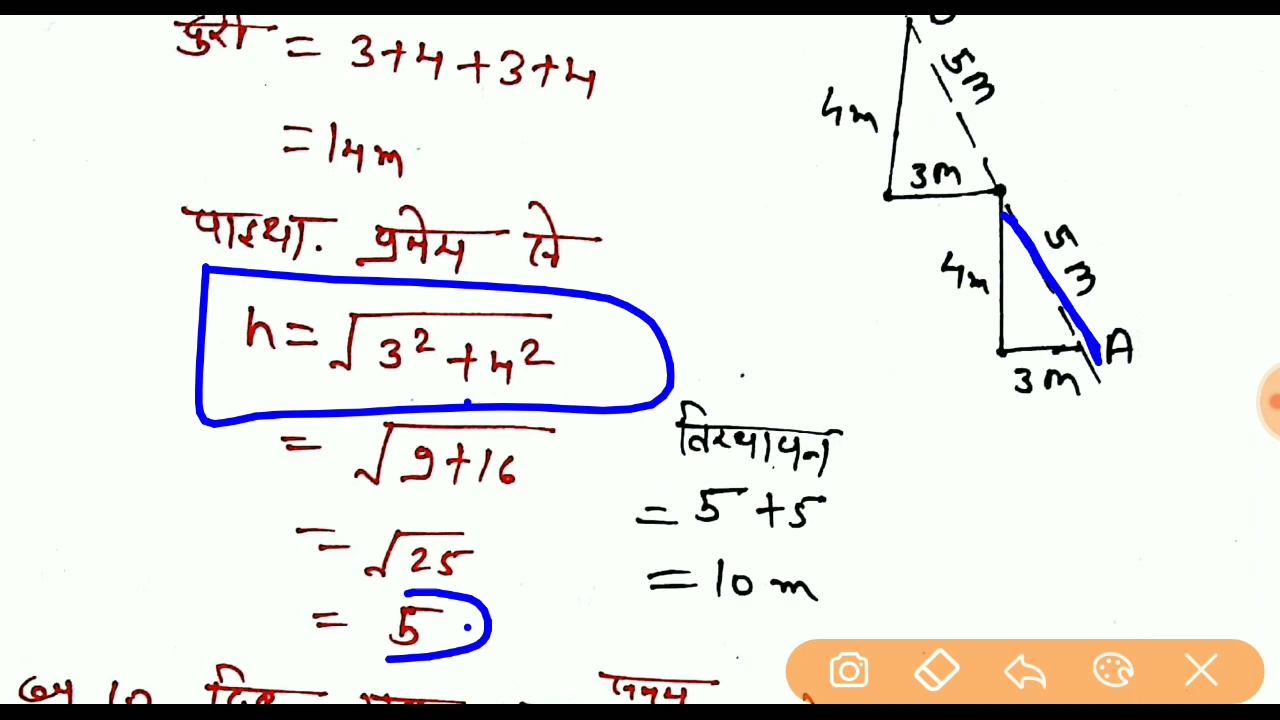 दुरी = 3+4+3+4
= 14m
पाइथा. प्रमेय से
h = √3² + 4²
= √9+16
= √25
= 5
4m
5m
3m
4m
5m
A
3m
= 5+5
= 10 m